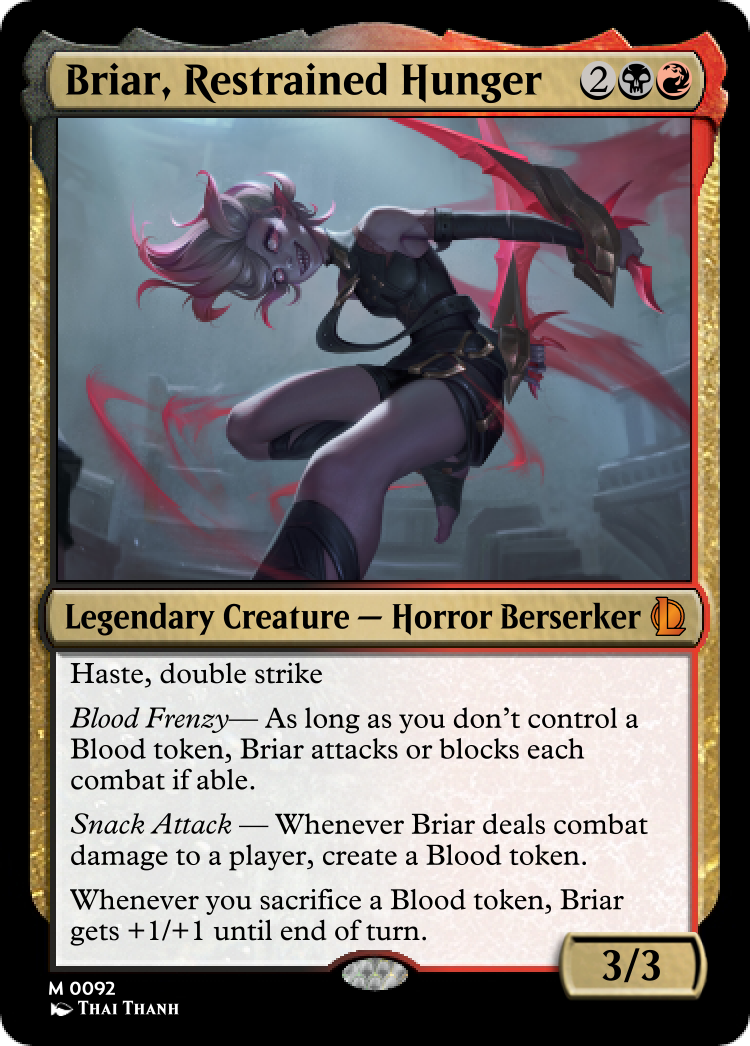 Briar, Restrained Hunger 2
Legendary Creature — Horror Berserker
Haste, double strike
Blood Frenzy— As long as you don't control a
Blood token, Briar attacks or blocks each
combat if able.
Snack Attack — Whenever Briar deals combat
damage to a player, create a Blood token.
Whenever you sacrifice a Blood token, Briar
gets +1/+1 until end of turn.
3/3
M 0092
Thai Thanh